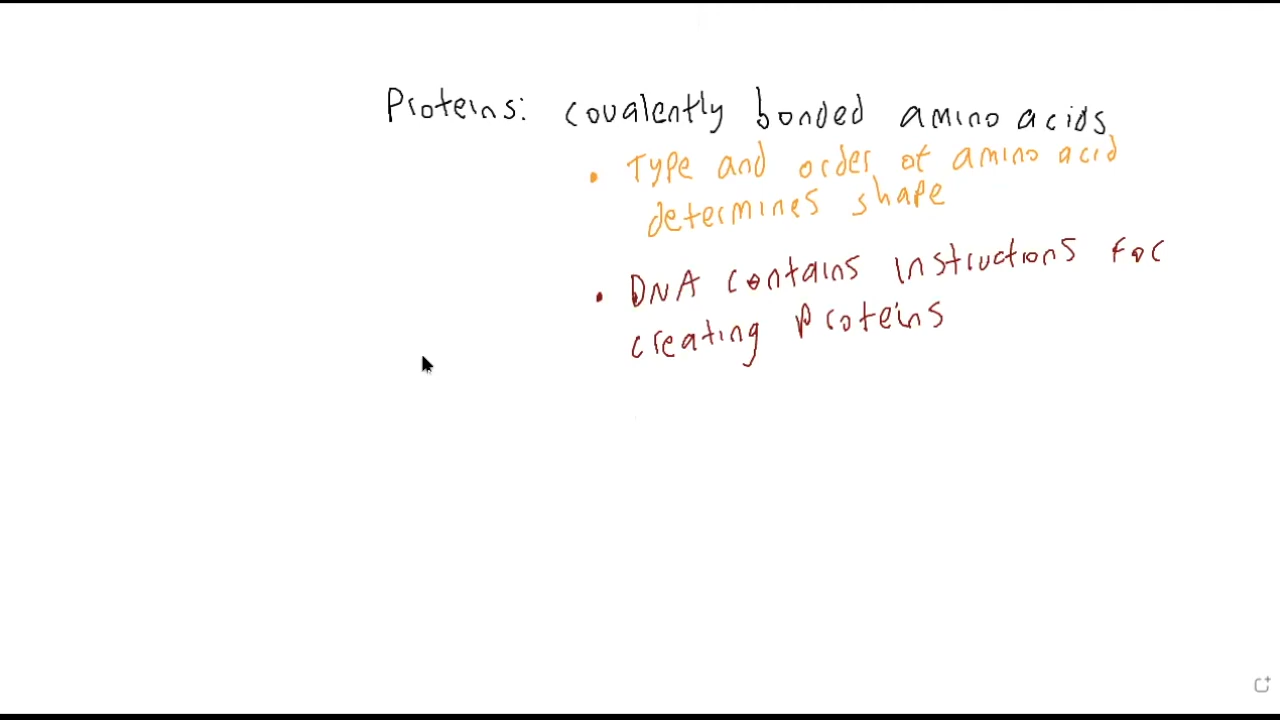 Proteins: covalently bonded amino acids
• Type and order of amino acid
determines shape
• DNA contains instructions for
creating proteins